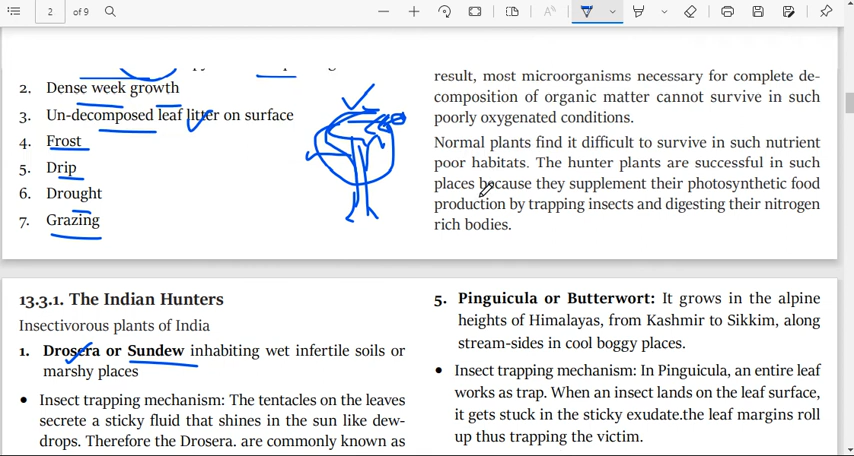 2 of 9
2. Dense week growth
3. Un-decomposed leaf litter on surface
4. Frost
5. Drip
6. Drought
7. Grazing
result, most microorganisms necessary for complete de-
composition of organic matter cannot survive in such
poorly oxygenated conditions.
Normal plants find it difficult to survive in such nutrient
poor habitats. The hunter plants are successful in such
places because they supplement their photosynthetic food
production by trapping insects and digesting their nitrogen
rich bodies.
13.3.1. The Indian Hunters
Insectivorous plants of India
1. Drosera or Sundew inhabiting wet infertile soils or
marshy places
• Insect trapping mechanism: The tentacles on the leaves
secrete a sticky fluid that shines in the sun like dew-
drops. Therefore the Drosera. are commonly known as
5. Pinguicula or Butterwort: It grows in the alpine
heights of Himalayas, from Kashmir to Sikkim, along
stream-sides in cool boggy places.
• Insect trapping mechanism: In Pinguicula, an entire leaf
works as trap. When an insect lands on the leaf surface,
it gets stuck in the sticky exudate.the leaf margins roll
up thus trapping the victim.